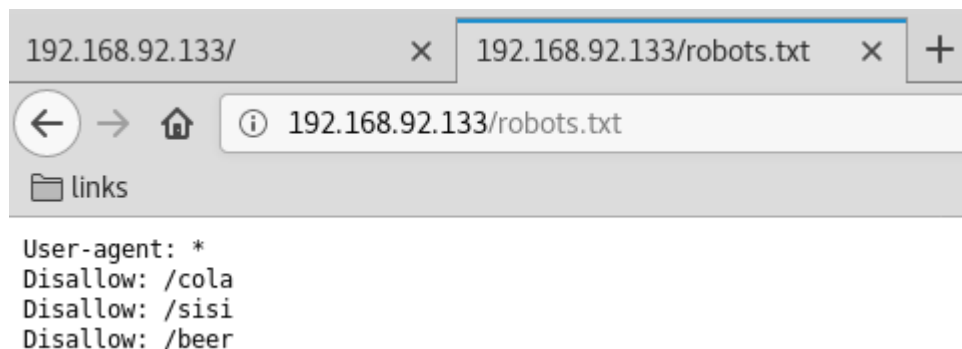 192.168.92.133/
192.168.92.133/robots.txt
192.168.92.133/robots.txt
links
User-agent: *
Disallow: /cola
Disallow: /sisi
Disallow: /beer